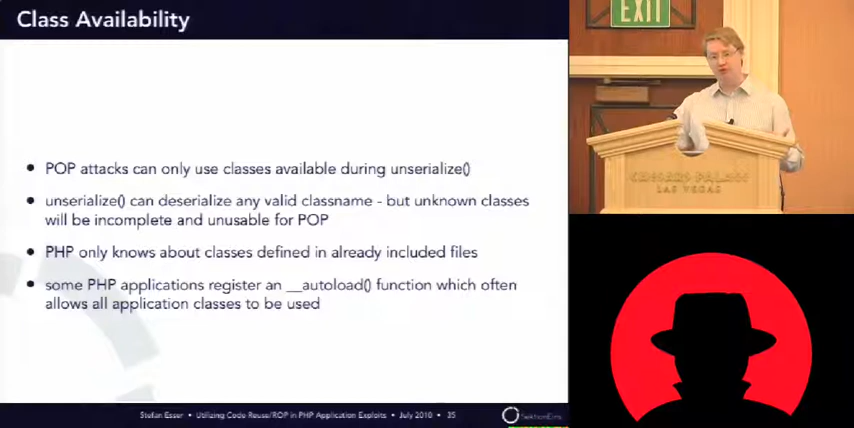 Class Availability
EXIT
• POP attacks can only use classes available during unserialize()
• unserialize() can deserialize any valid classname - but unknown classes
will be incomplete and unusable for POP
• PHP only knows about classes defined in already included files
• some PHP applications register an __autoload() function which often
allows all application classes to be used
CAESARS PALACE
LAS VEGAS
Stefan Esser • Utilizing Code Reuse/ROP in PHP Application Exploits • July 2010 • 35
SektionEins